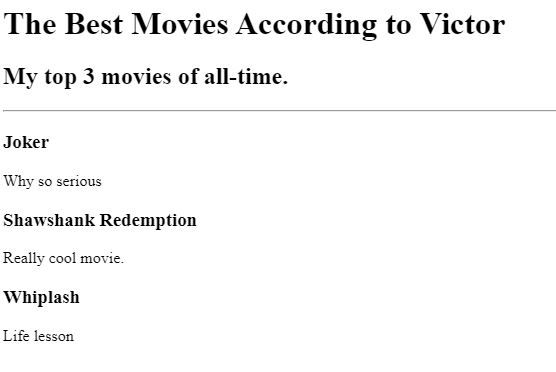 The Best Movies According to Victor
My top 3 movies of all-time.
Joker
Why so serious
Shawshank Redemption
Really cool movie.
Whiplash
Life lesson